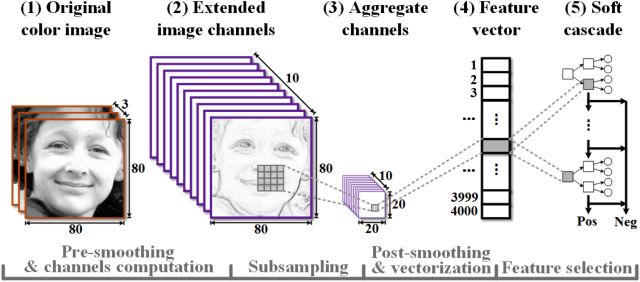 (1) Original
color image
(2) Extended
image channels
(3) Aggregate
channels
(4) Feature
vector
(5) Soft
cascade
3
80
80
10
80
80
10
20
20
1
2
3
...
...
3999
4000
Pos
Neg
Pre-smoothing
& channels computation
Subsampling
Post-smoothing
& vectorization
Feature selection